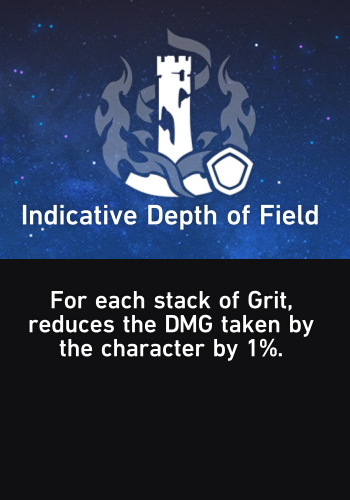 Indicative Depth of Field
For each stack of Grit,
reduces the DMG taken by
the character by 1%.